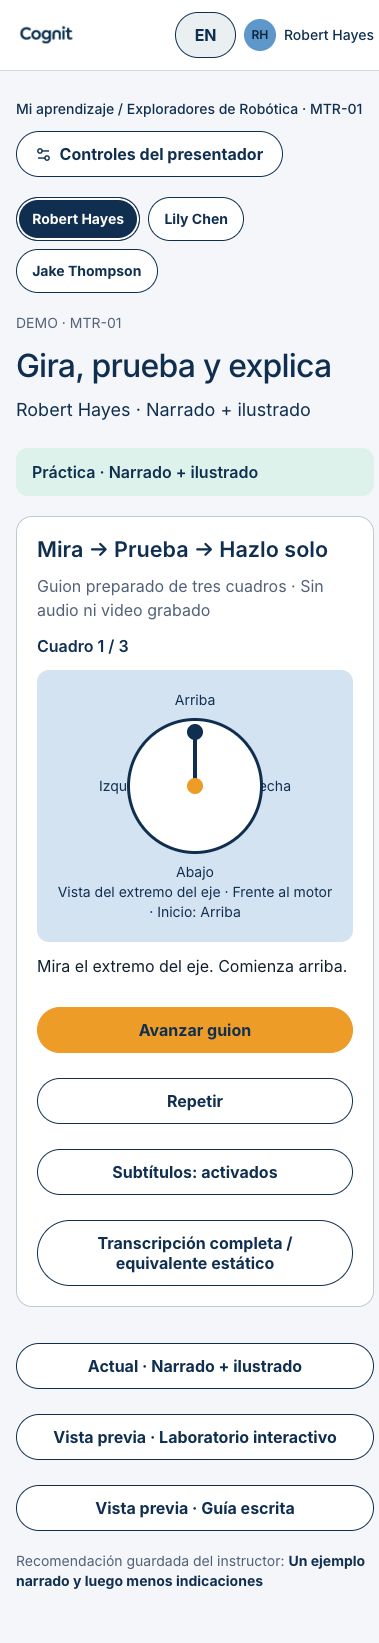 Cognit
EN
RH
Robert Hayes
Mi aprendizaje / Exploradores de Robótica · MTR-01
Controles del presentador
Robert Hayes
Lily Chen
Jake Thompson
DEMO · MTR-01
Gira, prueba y explica
Robert Hayes · Narrado + ilustrado
Práctica · Narrado + ilustrado
Mira → Prueba → Hazlo solo
Guion preparado de tres cuadros · Sin
audio ni video grabado
Cuadro 1 / 3
Arriba
Izqu
echa
Abajo
Vista del extremo del eje · Frente al motor
· Inicio: Arriba
Mira el extremo del eje. Comienza arriba.
Avanzar guion
Repetir
Subtítulos: activados
Transcripción completa /
equivalente estático
Actual · Narrado + ilustrado
Vista previa · Laboratorio interactivo
Vista previa · Guía escrita
Recomendación guardada del instructor: Un ejemplo
narrado y luego menos indicaciones